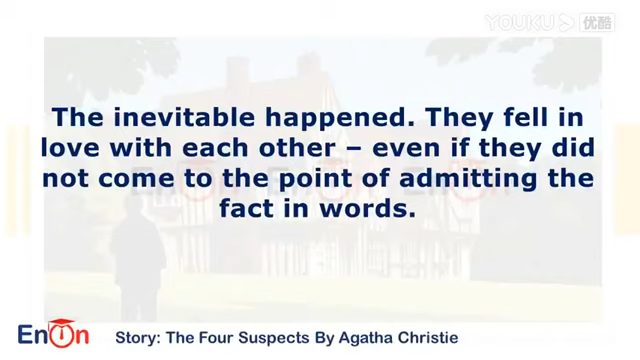 YOUKU 优酷
The inevitable happened. They fell in
love with each other – even if they did
not come to the point of admitting the
fact in words.
EnOn
Story: The Four Suspects By Agatha Christie